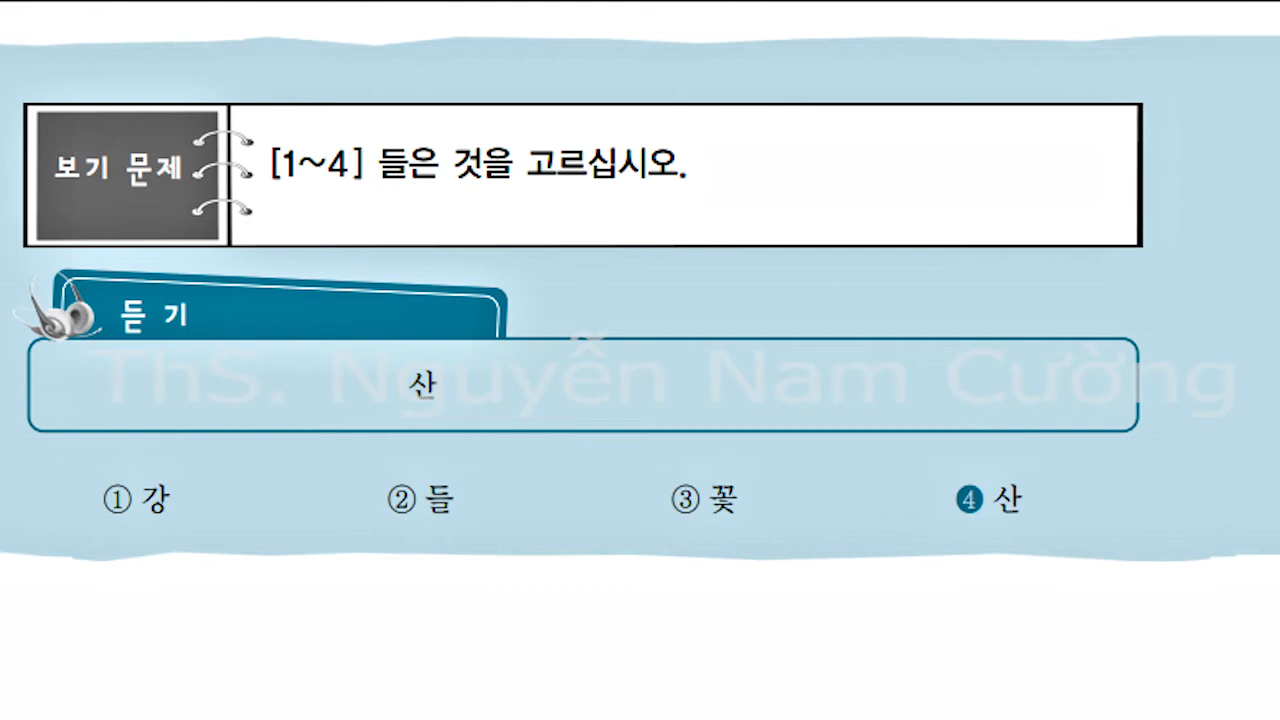 보기 문제
[1~4] 들은 것을 고르십시오.
듣 기
산
ThS. Nguyễn Nam Cường
① 강 ② 들 ③ 꽃 ❹ 산